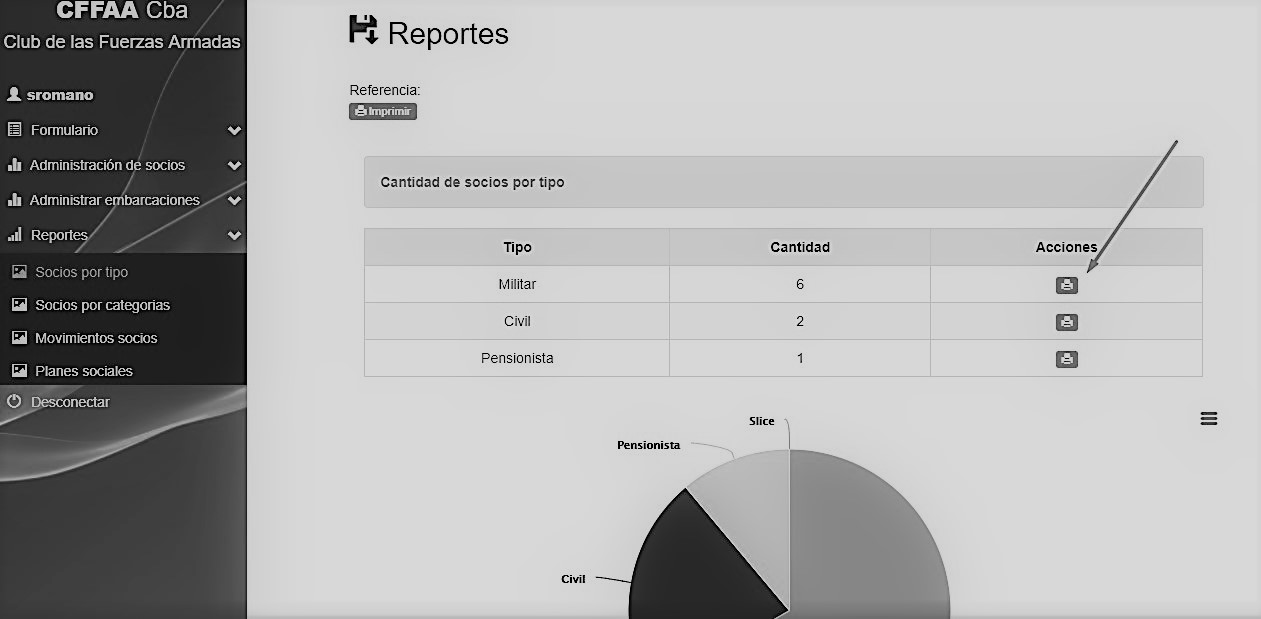 CFFAA Cba
Club de las Fuerzas Armadas
sromano
Formulario
Administración de socios
Administrar embarcaciones
Reportes
Socios por tipo
Socios por categorias
Movimientos socios
Planes sociales
Desconectar
Reportes
Referencia:
Imprimir
Cantidad de socios por tipo
Tipo Cantidad Acciones
Militar 6
Civil 2
Pensionista 1
Slice
Pensionista
Civil